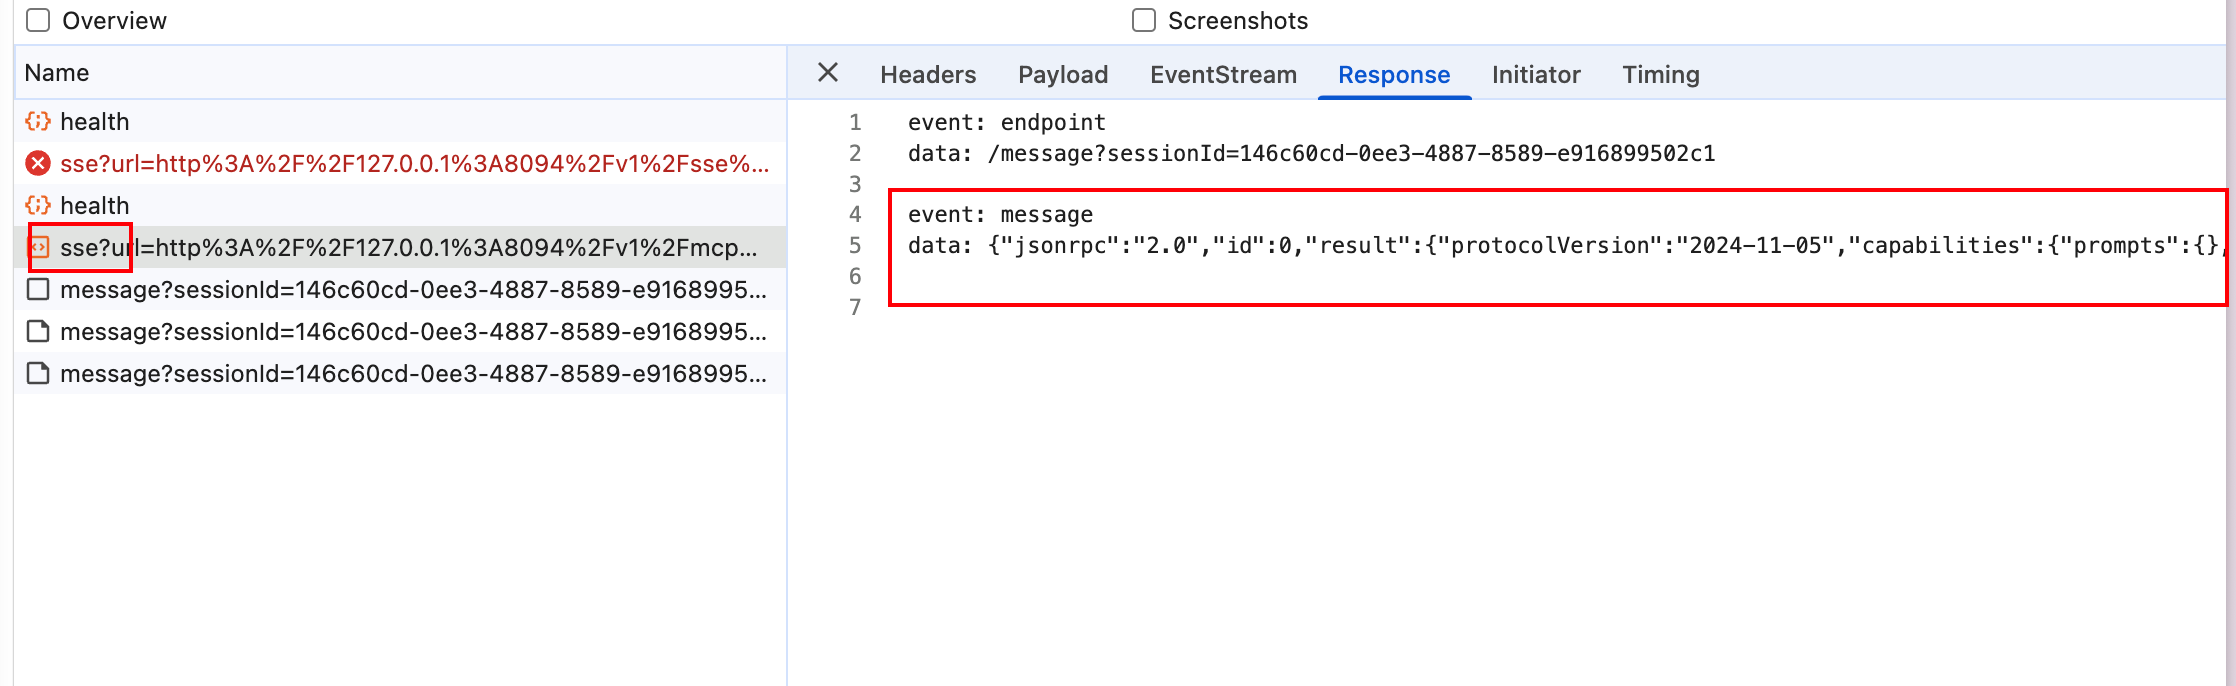 Overview
Screenshots
Name
health
sse?url=http%3A%2F%2F127.0.0.1%3A8094%2Fv1%2Fsse%...
health
sse?url=http%3A%2F%2F127.0.0.1%3A8094%2Fv1%2Fmcp...
message?sessionId=146c60cd-0ee3-4887-8589-e9168995...
message?sessionId=146c60cd-0ee3-4887-8589-e9168995...
message?sessionId=146c60cd-0ee3-4887-8589-e9168995...
Headers Payload EventStream Response Initiator Timing
1 event: endpoint
2 data: /message?sessionId=146c60cd-0ee3-4887-8589-e916899502c1
3
4 event: message
5 data: {"jsonrpc":"2.0","id":0,"result":{"protocolVersion":"2024-11-05","capabilities":{"prompts":{},
6
7